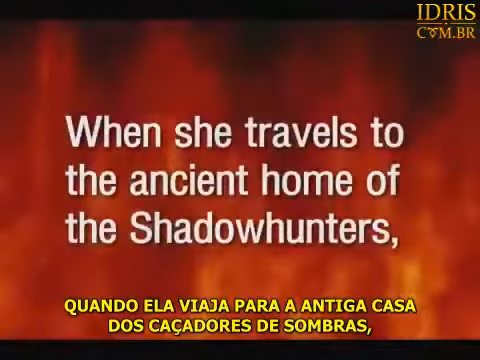 IDRIS
COM.BR
When she travels to
the ancient home of
the Shadowhunters,
QUANDO ELA VIAJA PARA A ANTIGA CASA
DOS CAÇADORES DE SOMBRAS,